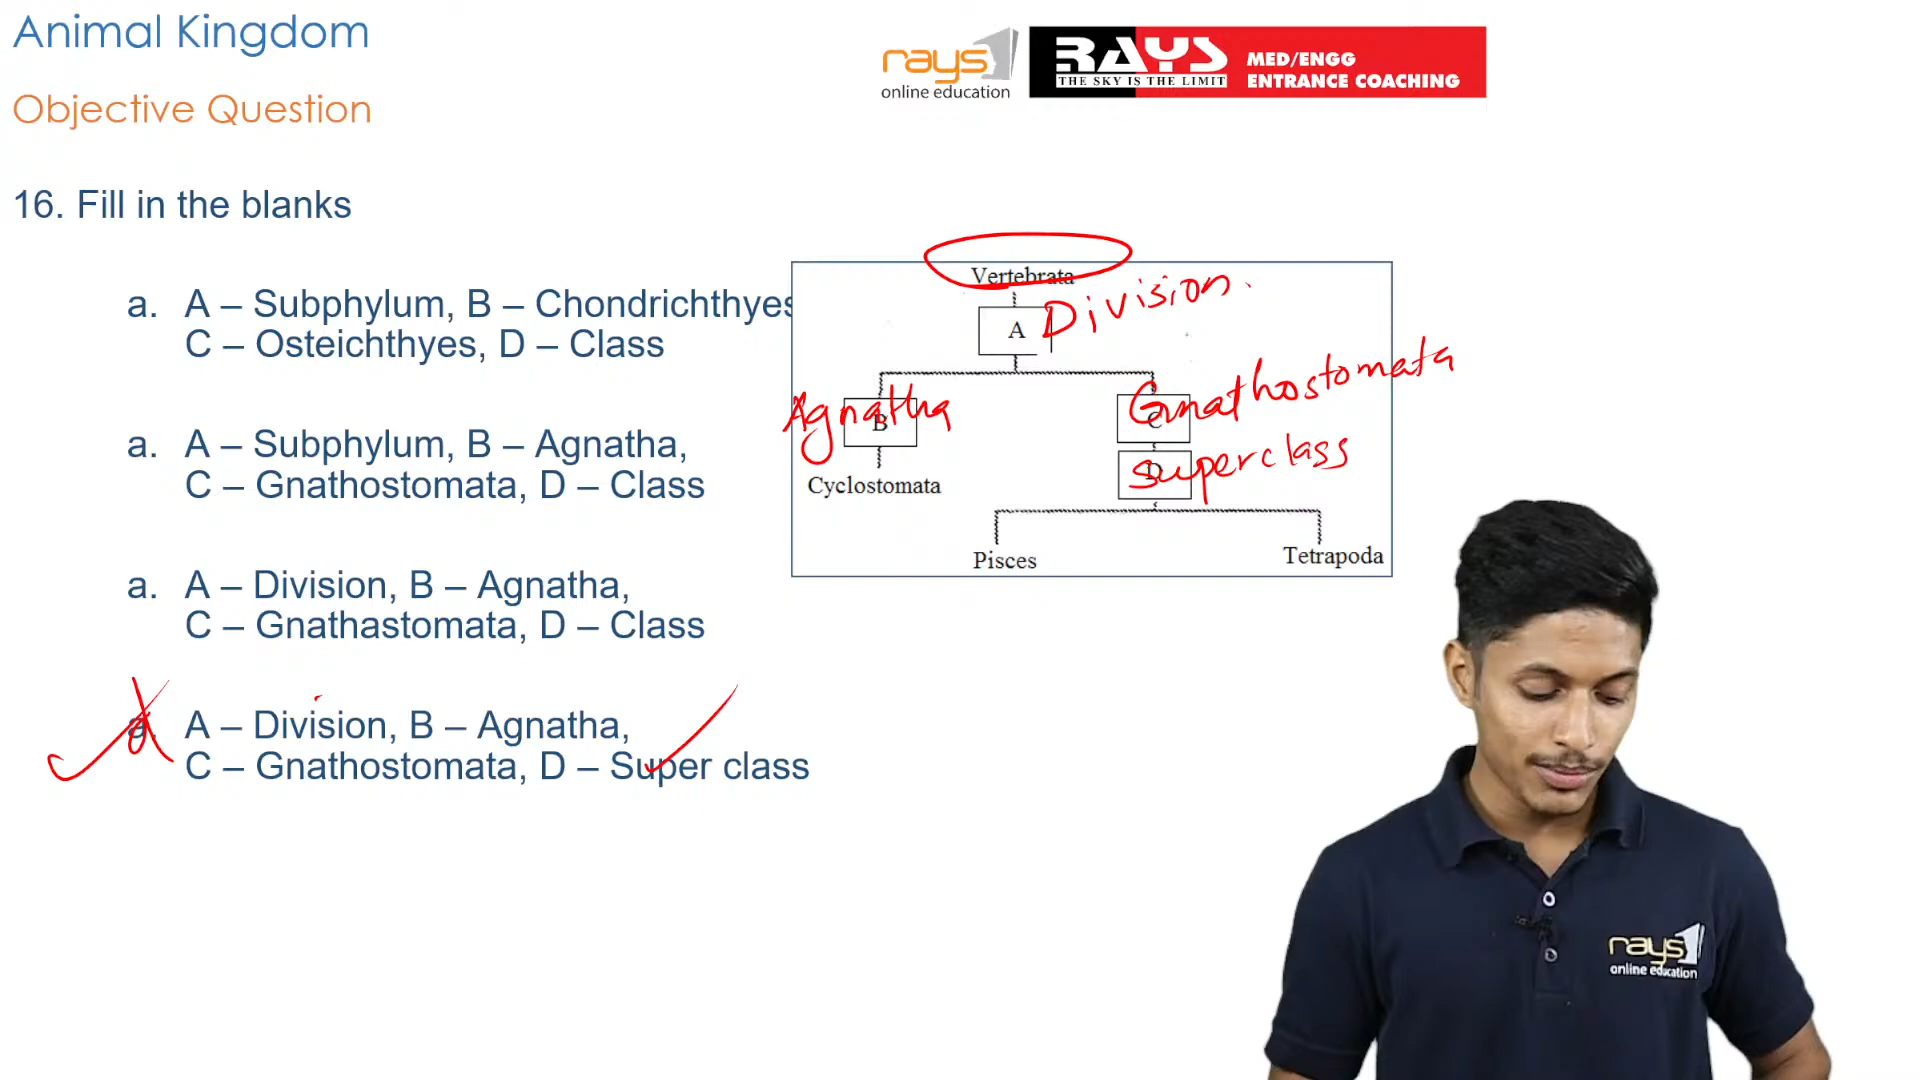 Animal Kingdom
Objective Question
rays
online education
RAYS
THE SKY IS THE LIMIT
MED/ENGG
ENTRANCE COACHING
16. Fill in the blanks
a. A – Subphylum, B – Chondrichthyes
C – Osteichthyes, D – Class
a. A – Subphylum, B – Agnatha,
C – Gnathostomata, D – Class
a. A – Division, B – Agnatha,
C – Gnathastomata, D – Class
d A – Division, B – Agnatha,
C – Gnathostomata, D – Super class
Vertebrata
A Division.
Agnatha
B
Gnathostomata
C
superclass
D
Cyclostomata
Pisces
Tetrapoda
rays
online education